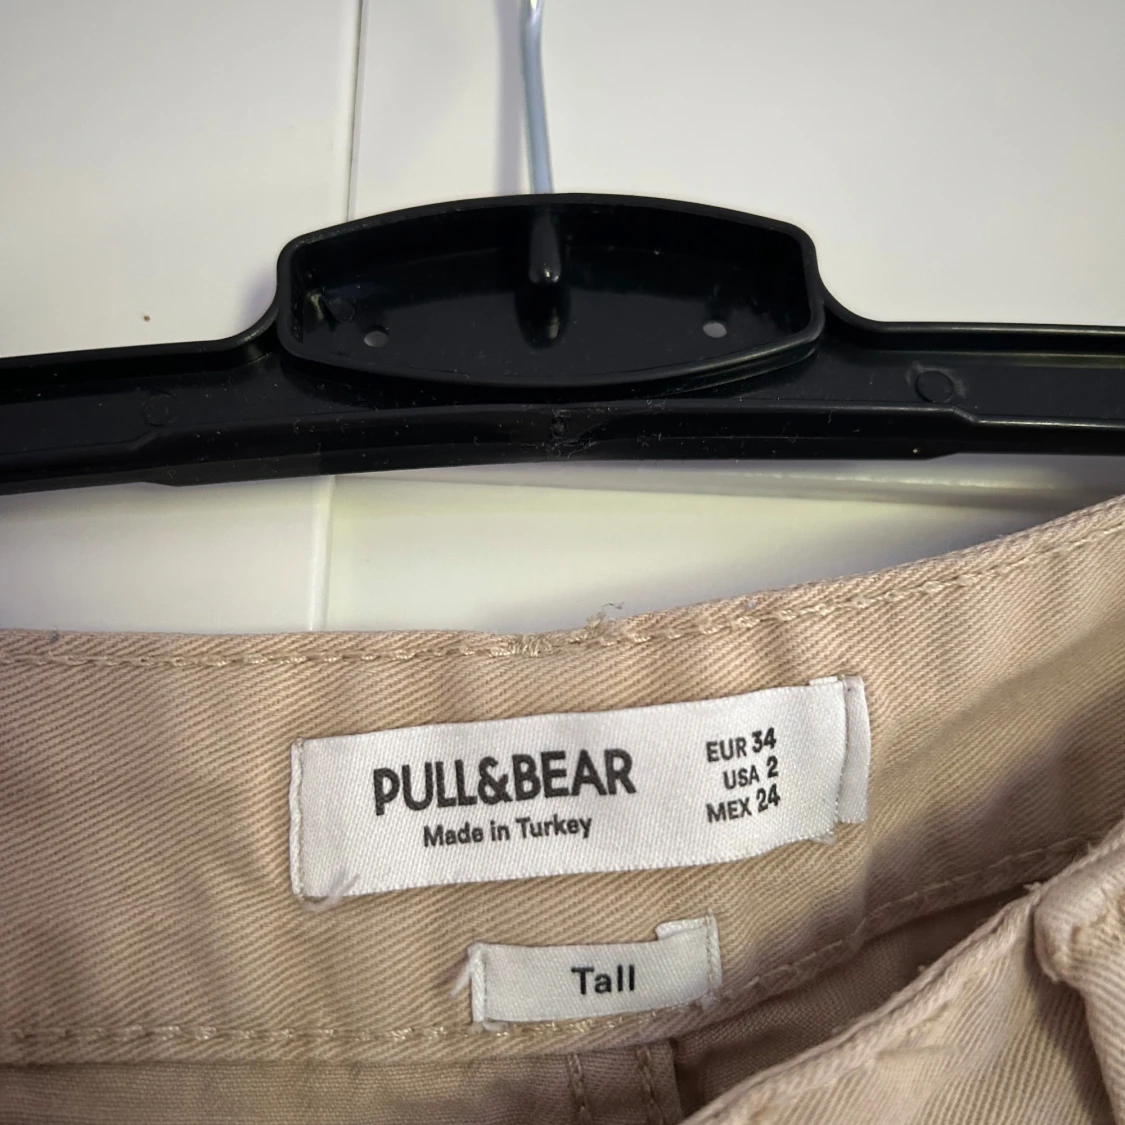 PULL&BEAR
Made in Turkey
EUR 34
USA 2
MEX 24
Tall